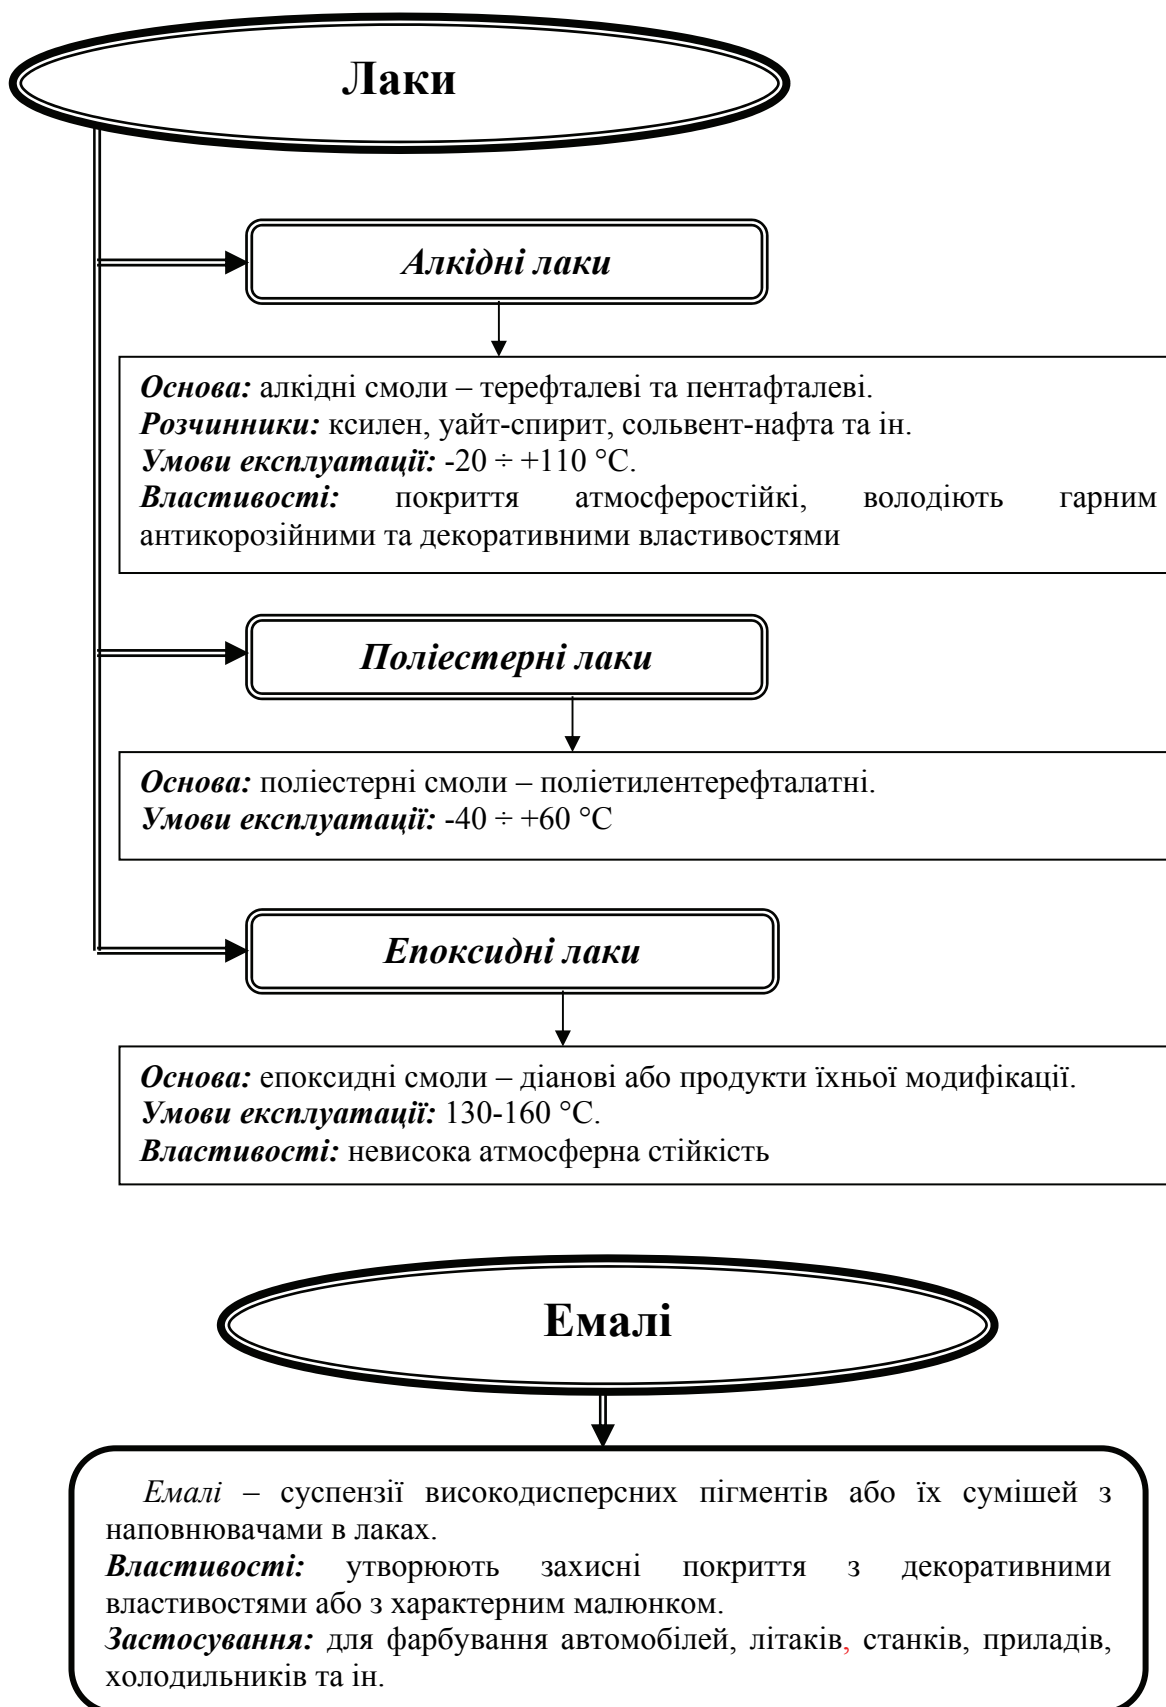 Лаки
Алкідні лаки
Основа: алкідні смоли – терефталеві та пентафталеві.
Розчинники: ксилен, уайт-спирит, сольвент-нафта та ін.
Умови експлуатації: -20 ÷ +110 °С.
Властивості: покриття атмосферостійкі, володіють гарним
антикорозійними та декоративними властивостями
Поліестерні лаки
Основа: поліестерні смоли – поліетилентерефталатні.
Умови експлуатації: -40 ÷ +60 °С
Епоксидні лаки
Основа: епоксидні смоли – діанові або продукти їхньої модифікації.
Умови експлуатації: 130-160 °С.
Властивості: невисока атмосферна стійкість
Емалі
Емалі – суспензії високодисперсних пігментів або їх сумішей з
наповнювачами в лаках.
Властивості: утворюють захисні покриття з декоративними
властивостями або з характерним малюнком.
Застосування: для фарбування автомобілей, літаків, станків, приладів,
холодильників та ін.